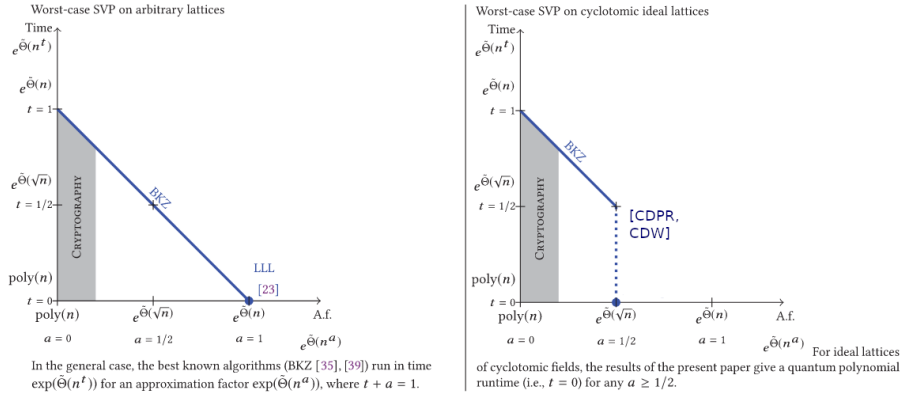 Worst-case SVP on arbitrary lattices
Time
e^Θ̃(n^t)
e^Θ̃(n)
t = 1
BKZ
e^Θ̃(√n)
t = 1/2
CRYPTOGRAPHY
LLL
[23]
poly(n)
t = 0
poly(n) e^Θ̃(√n) e^Θ̃(n) A.f.
a = 0 a = 1/2 a = 1 e^Θ̃(n^a)
In the general case, the best known algorithms (BKZ [35], [39]) run in time
exp(Θ̃(n^t)) for an approximation factor exp(Θ̃(n^a)), where t + a = 1.
Worst-case SVP on cyclotomic ideal lattices
Time
e^Θ̃(n^t)
e^Θ̃(n)
t = 1
BKZ
e^Θ̃(√n)
t = 1/2
[CDPR,
CDW]
CRYPTOGRAPHY
poly(n)
t = 0
poly(n) e^Θ̃(√n) e^Θ̃(n) A.f.
a = 0 a = 1/2 a = 1 e^Θ̃(n^a)
For ideal lattices
of cyclotomic fields, the results of the present paper give a quantum polynomial
runtime (i.e., t = 0) for any a ≥ 1/2.